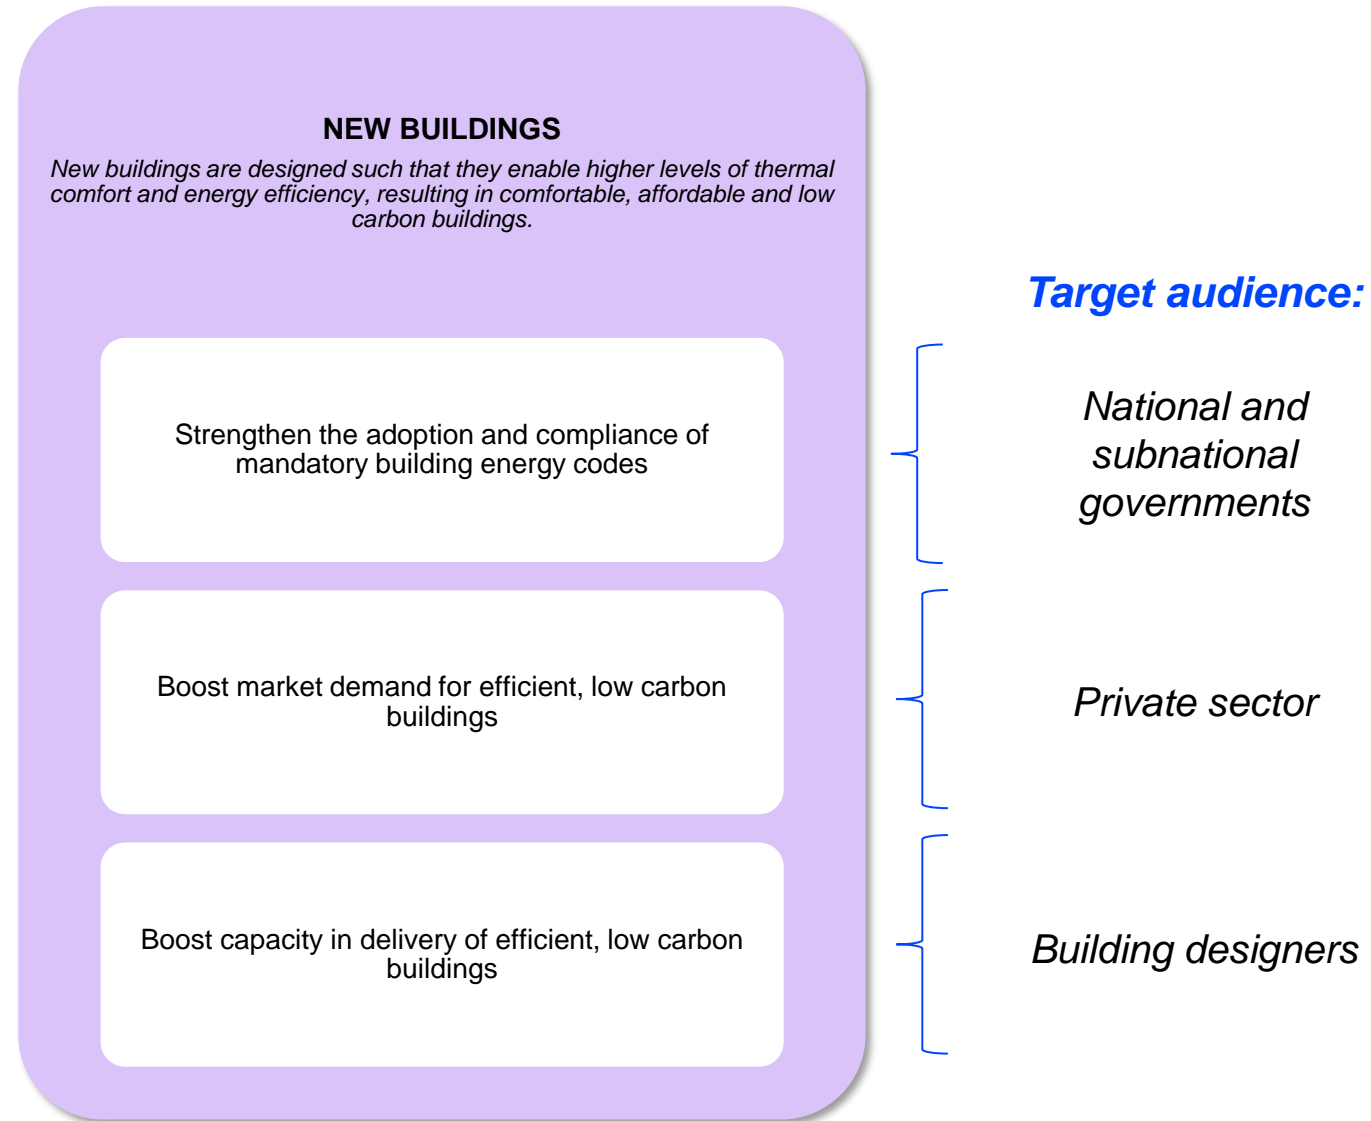 NEW BUILDINGS
New buildings are designed such that they enable higher levels of thermal
comfort and energy efficiency, resulting in comfortable, affordable and low
carbon buildings.
Target audience:
Strengthen the adoption and compliance of
mandatory building energy codes
National and
subnational
governments
Boost market demand for efficient, low carbon
buildings
Private sector
Boost capacity in delivery of efficient, low carbon
buildings
Building designers